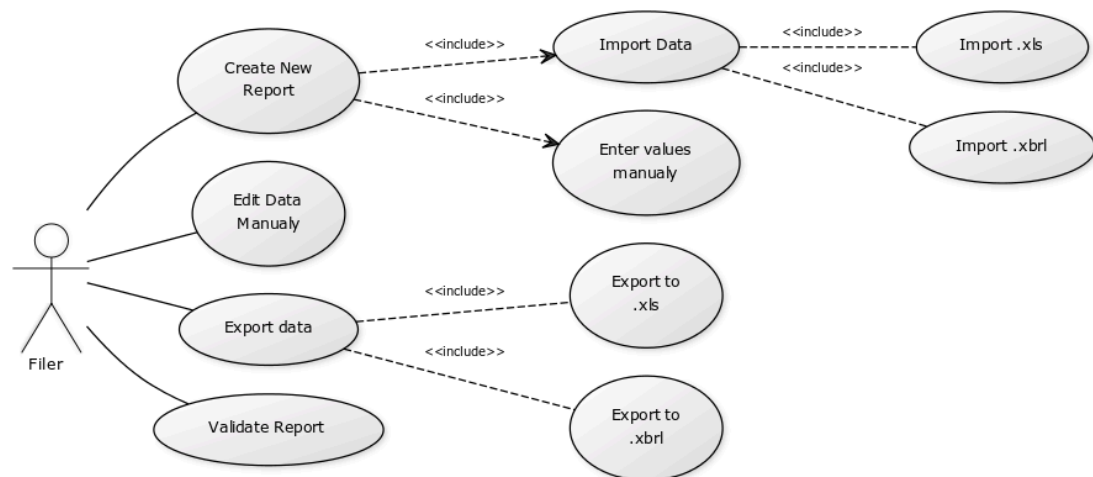 Create New
Report
<<include>>
Import Data
<<include>>
Import .xls
<<include>>
Import .xbrl
<<include>>
Enter values
manualy
Edit Data
Manualy
Filer
Export data
<<include>>
Export to
.xls
<<include>>
Export to
.xbrl
Validate Report